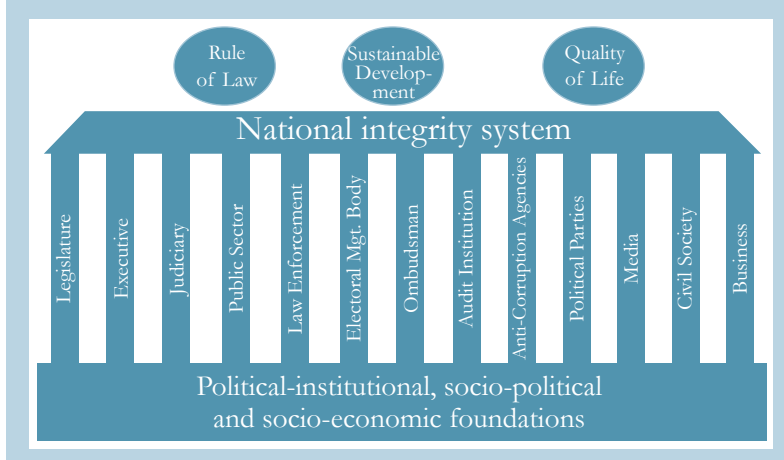 Rule
of Law
Sustainable
Develop-
ment
Quality
of Life
National integrity system
Legislature
Executive
Judiciary
Public Sector
Law Enforcement
Electoral Mgt. Body
Ombudsman
Audit Institution
Anti-Corruption Agencies
Political Parties
Media
Civil Society
Business
Political-institutional, socio-political
and socio-economic foundations